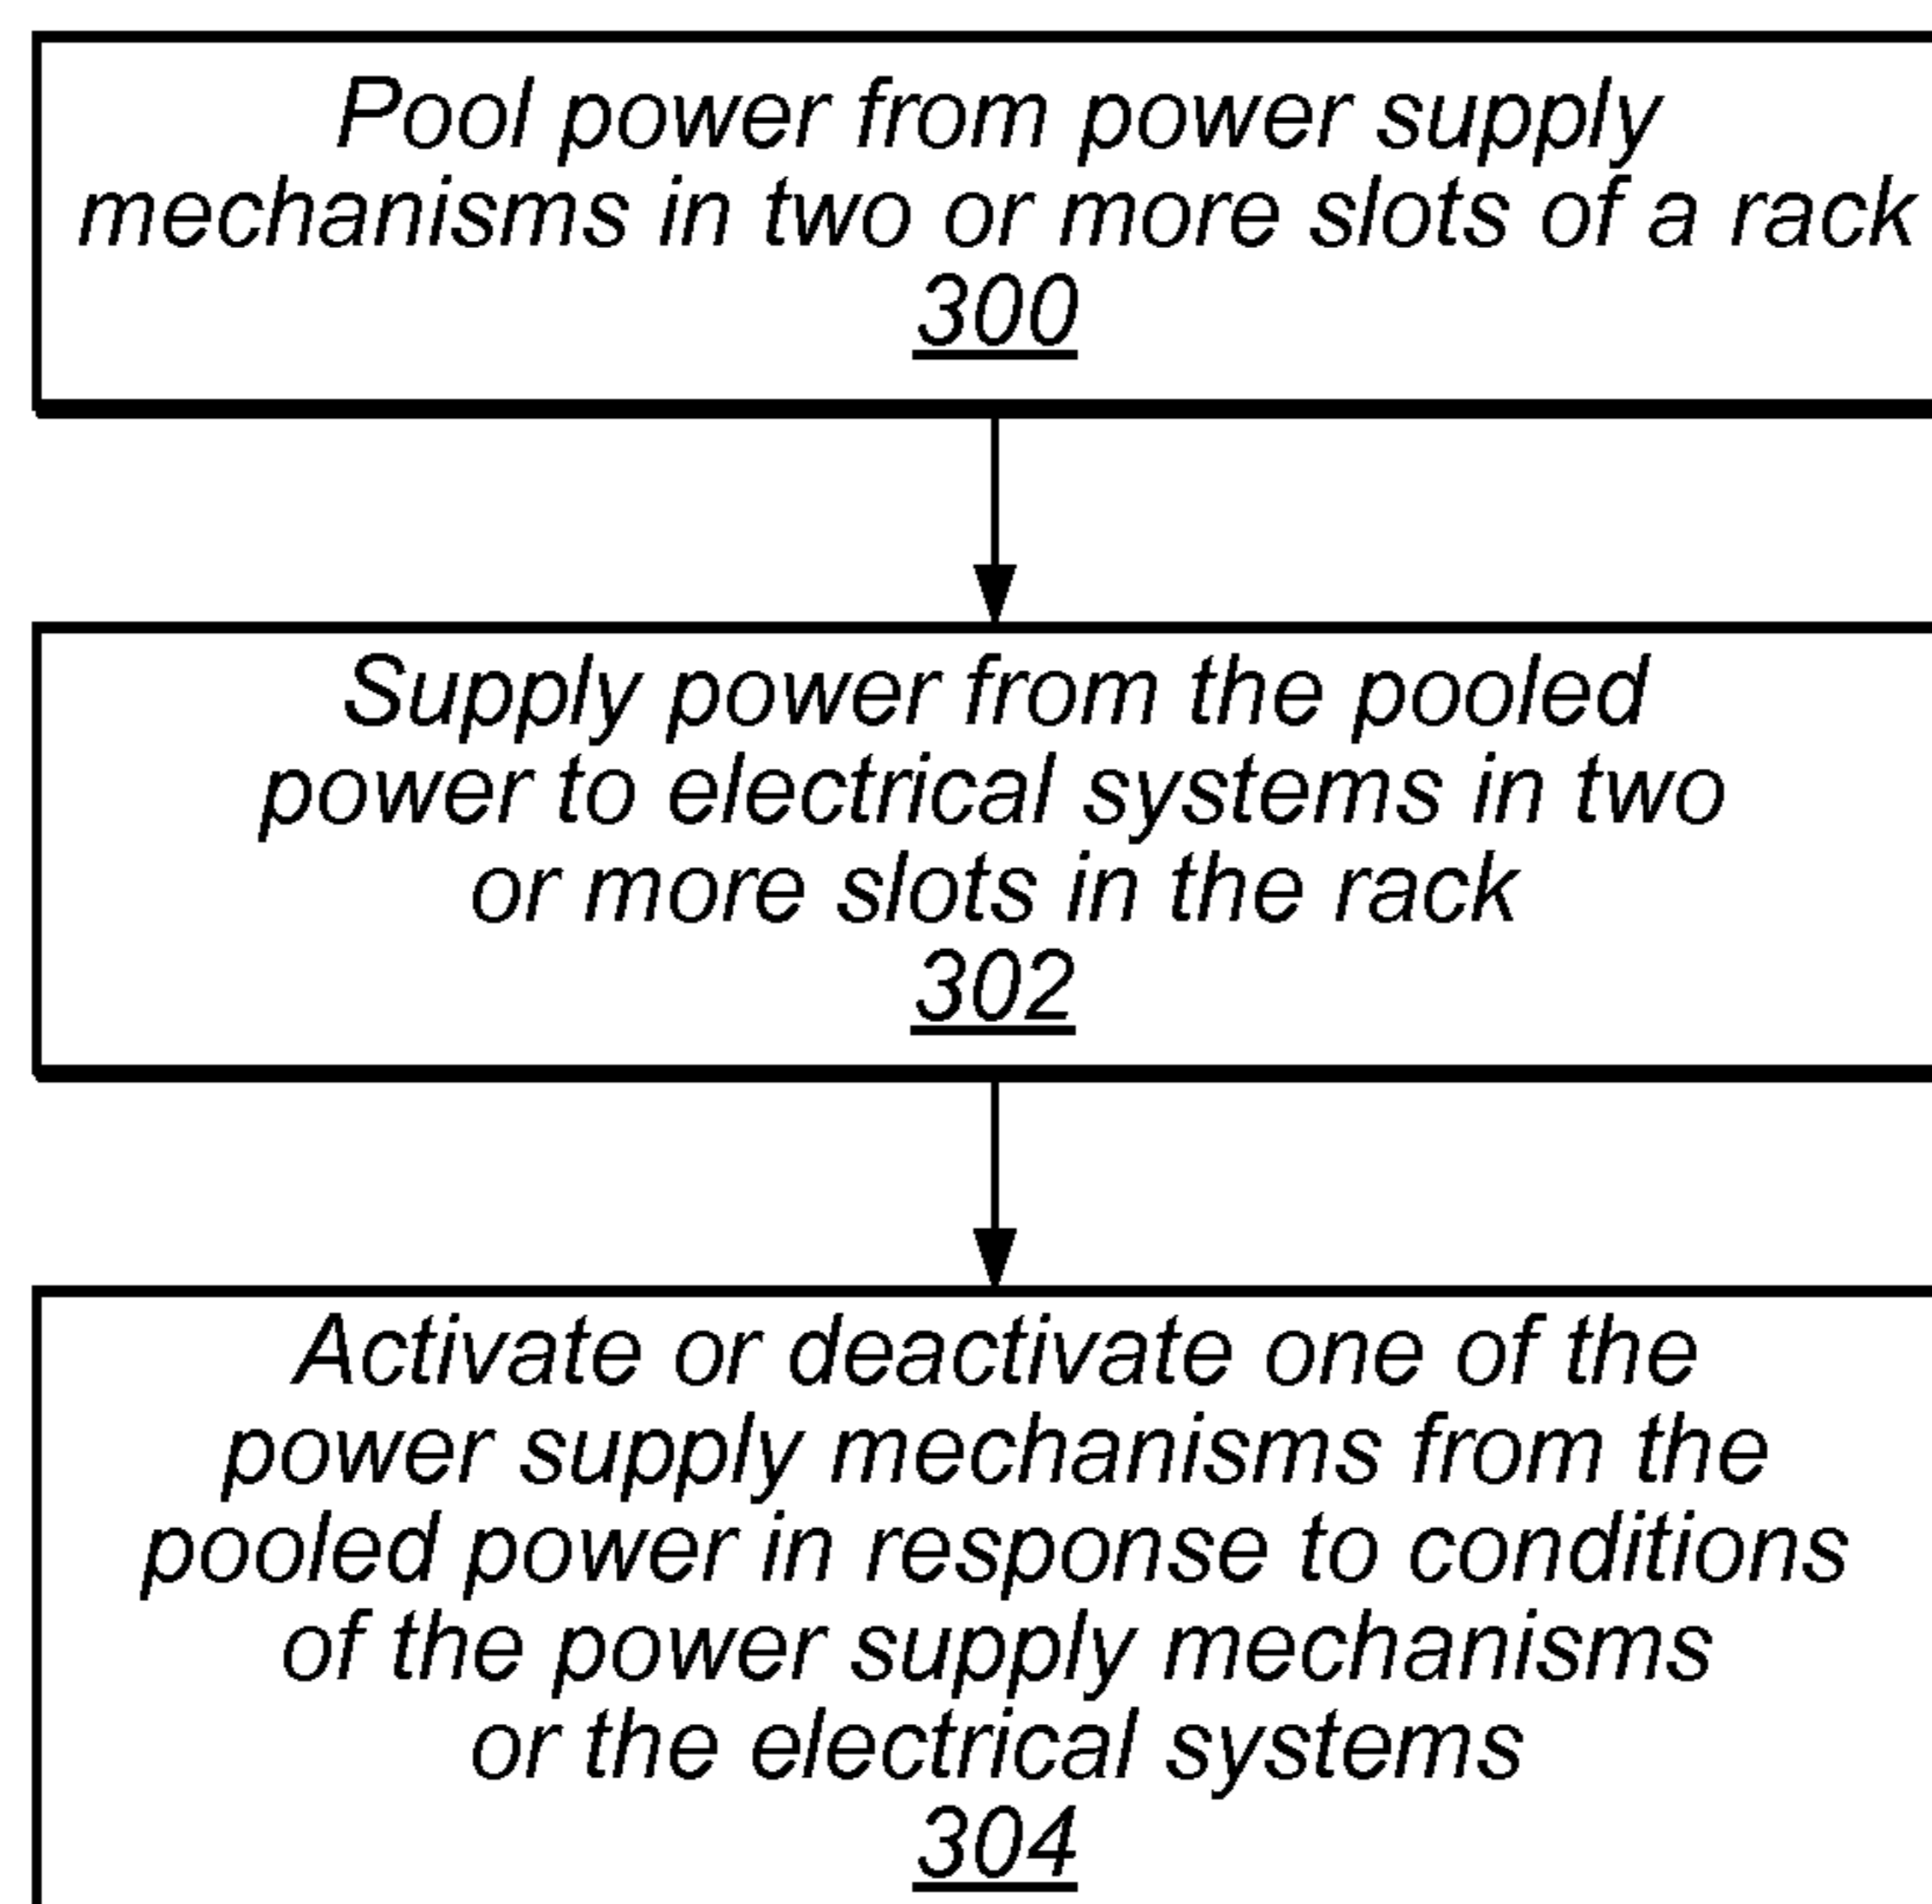 Pool power from power supply
mechanisms in two or more slots of a rack
300
Supply power from the pooled
power to electrical systems in two
or more slots in the rack
302
Activate or deactivate one of the
power supply mechanisms from the
pooled power in response to conditions
of the power supply mechanisms
or the electrical systems
304